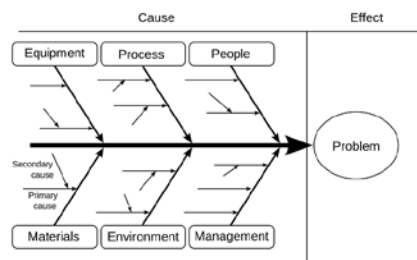 Cause
Effect
Equipment
Process
People
Problem
Secondary
cause
Primary
cause
Materials
Environment
Management